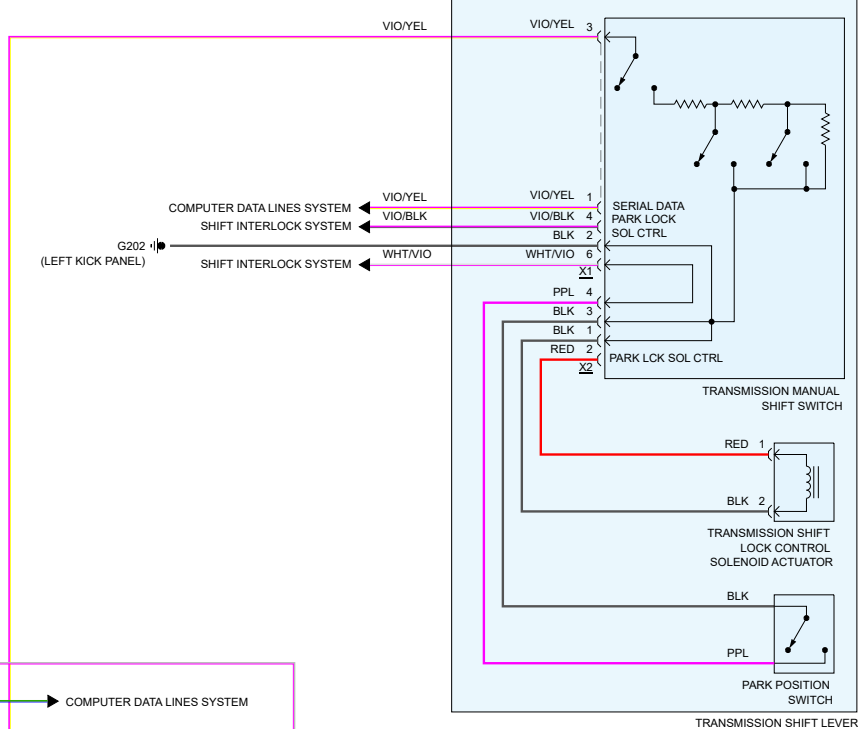 VIO/YEL VIO/YEL 3
VIO/YEL VIO/YEL 1
COMPUTER DATA LINES SYSTEM
SERIAL DATA
VIO/BLK VIO/BLK 4
SHIFT INTERLOCK SYSTEM
PARK LOCK
SOL CTRL
BLK 2
G202
(LEFT KICK PANEL)
WHT/VIO WHT/VIO 6
SHIFT INTERLOCK SYSTEM
X1
PPL 4
BLK 3
BLK 1
RED 2
PARK LCK SOL CTRL
X2
TRANSMISSION MANUAL
SHIFT SWITCH
RED 1
BLK 2
TRANSMISSION SHIFT
LOCK CONTROL
SOLENOID ACTUATOR
BLK
PPL
PARK POSITION
SWITCH
COMPUTER DATA LINES SYSTEM
TRANSMISSION SHIFT LEVER